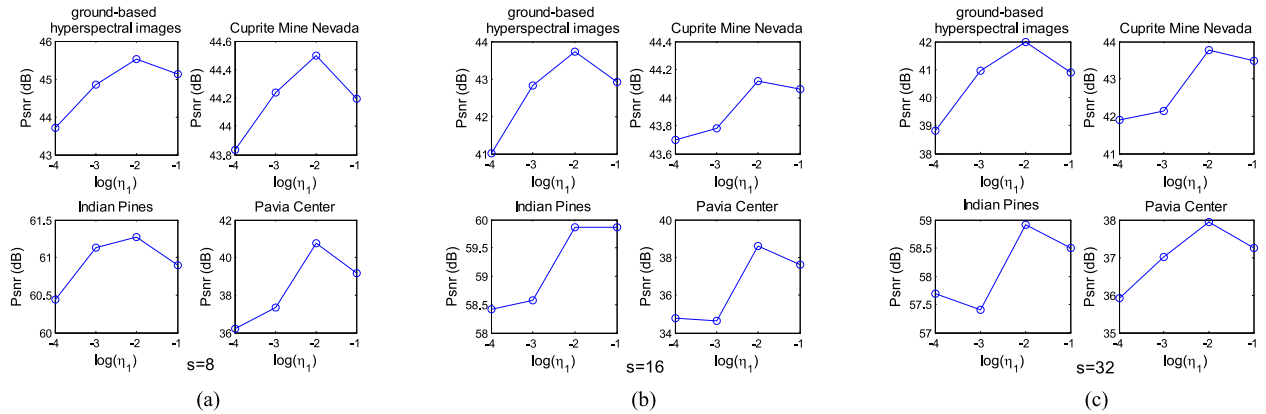 ground-based
hyperspectral images
46
45
44
43
-4 -3 -2 -1
Psnr (dB)
log(η1)
Cuprite Mine Nevada
44.6
44.4
44.2
44
43.8
-4 -3 -2 -1
Psnr (dB)
log(η1)
Indian Pines
61.5
61
60.5
60
-4 -3 -2 -1
Psnr (dB)
log(η1)
Pavia Center
42
40
38
36
-4 -3 -2 -1
Psnr (dB)
log(η1)
s=8
(a)
ground-based
hyperspectral images
44
43
42
41
-4 -3 -2 -1
Psnr (dB)
log(η1)
Cuprite Mine Nevada
44.4
44.2
44
43.8
43.6
-4 -3 -2 -1
Psnr (dB)
log(η1)
Indian Pines
60
59.5
59
58.5
58
-4 -3 -2 -1
Psnr (dB)
log(η1)
Pavia Center
40
38
36
34
-4 -3 -2 -1
Psnr (dB)
log(η1)
s=16
(b)
ground-based
hyperspectral images
42
41
40
39
38
-4 -3 -2 -1
Psnr (dB)
log(η1)
Cuprite Mine Nevada
44
43
42
41
-4 -3 -2 -1
Psnr (dB)
log(η1)
Indian Pines
59
58.5
58
57.5
57
-4 -3 -2 -1
Psnr (dB)
log(η1)
Pavia Center
38
37
36
35
-4 -3 -2 -1
Psnr (dB)
log(η1)
s=32
(c)